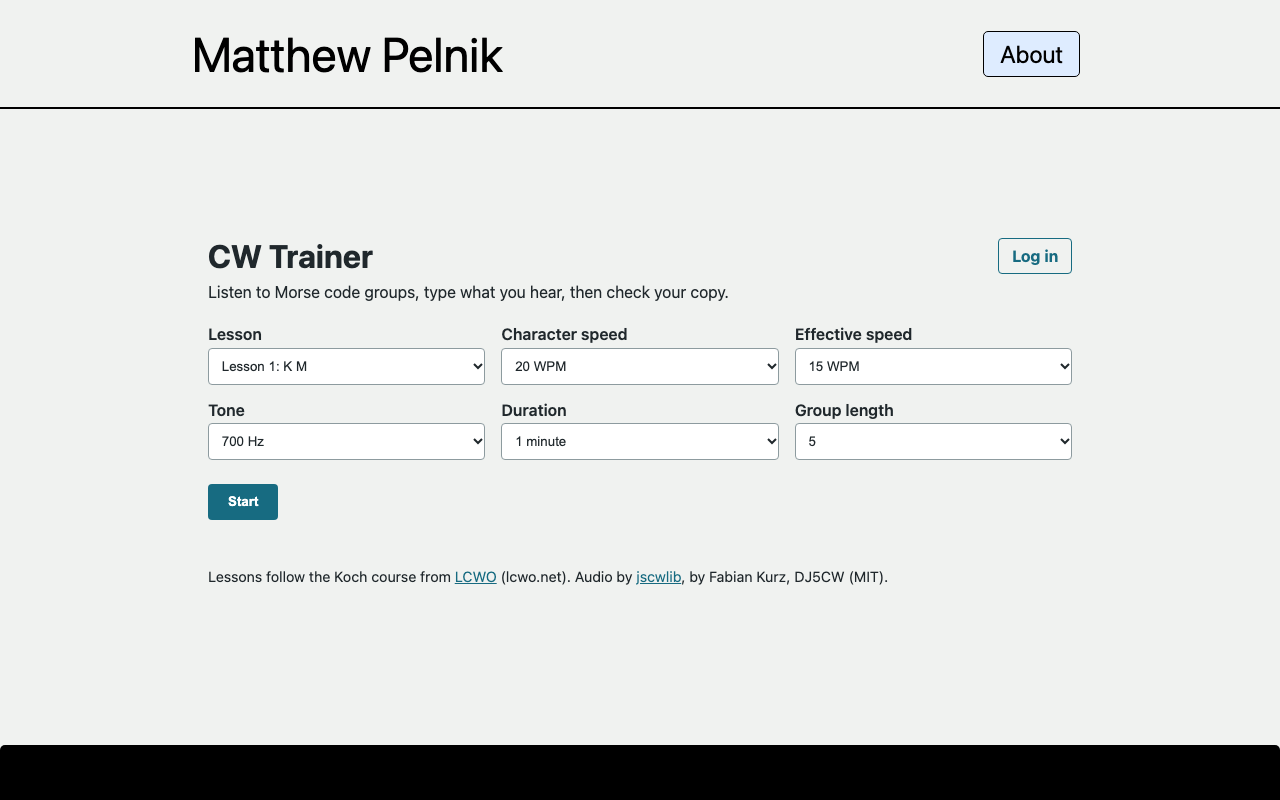 Matthew Pelnik
About
CW Trainer
Log in
Listen to Morse code groups, type what you hear, then check your copy.
Lesson
Character speed
Effective speed
Lesson 1: K M
20 WPM
15 WPM
Tone
Duration
Group length
700 Hz
1 minute
5
Start
Lessons follow the Koch course from LCWO (lcwo.net). Audio by jscwlib, by Fabian Kurz, DJ5CW (MIT).